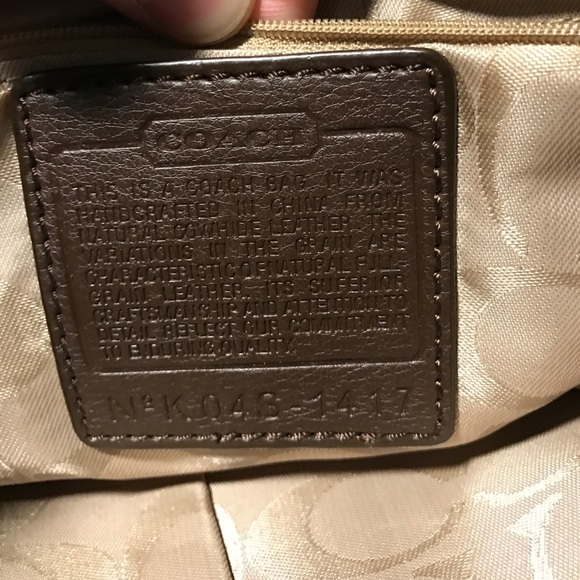 COACH
THIS IS A COACH BAG. IT WAS
HANDCRAFTED IN CHINA FROM
NATURAL COWHIDE LEATHER. THE
VARIATIONS IN THE GRAIN ARE
CHARACTERISTIC OF NATURAL FULL
GRAIN LEATHER. ITS SUPERIOR
CRAFTSMANSHIP AND ATTENTION TO
DETAIL REFLECT OUR COMMITMENT
TO ENDURING QUALITY.
Nº K04S-1417